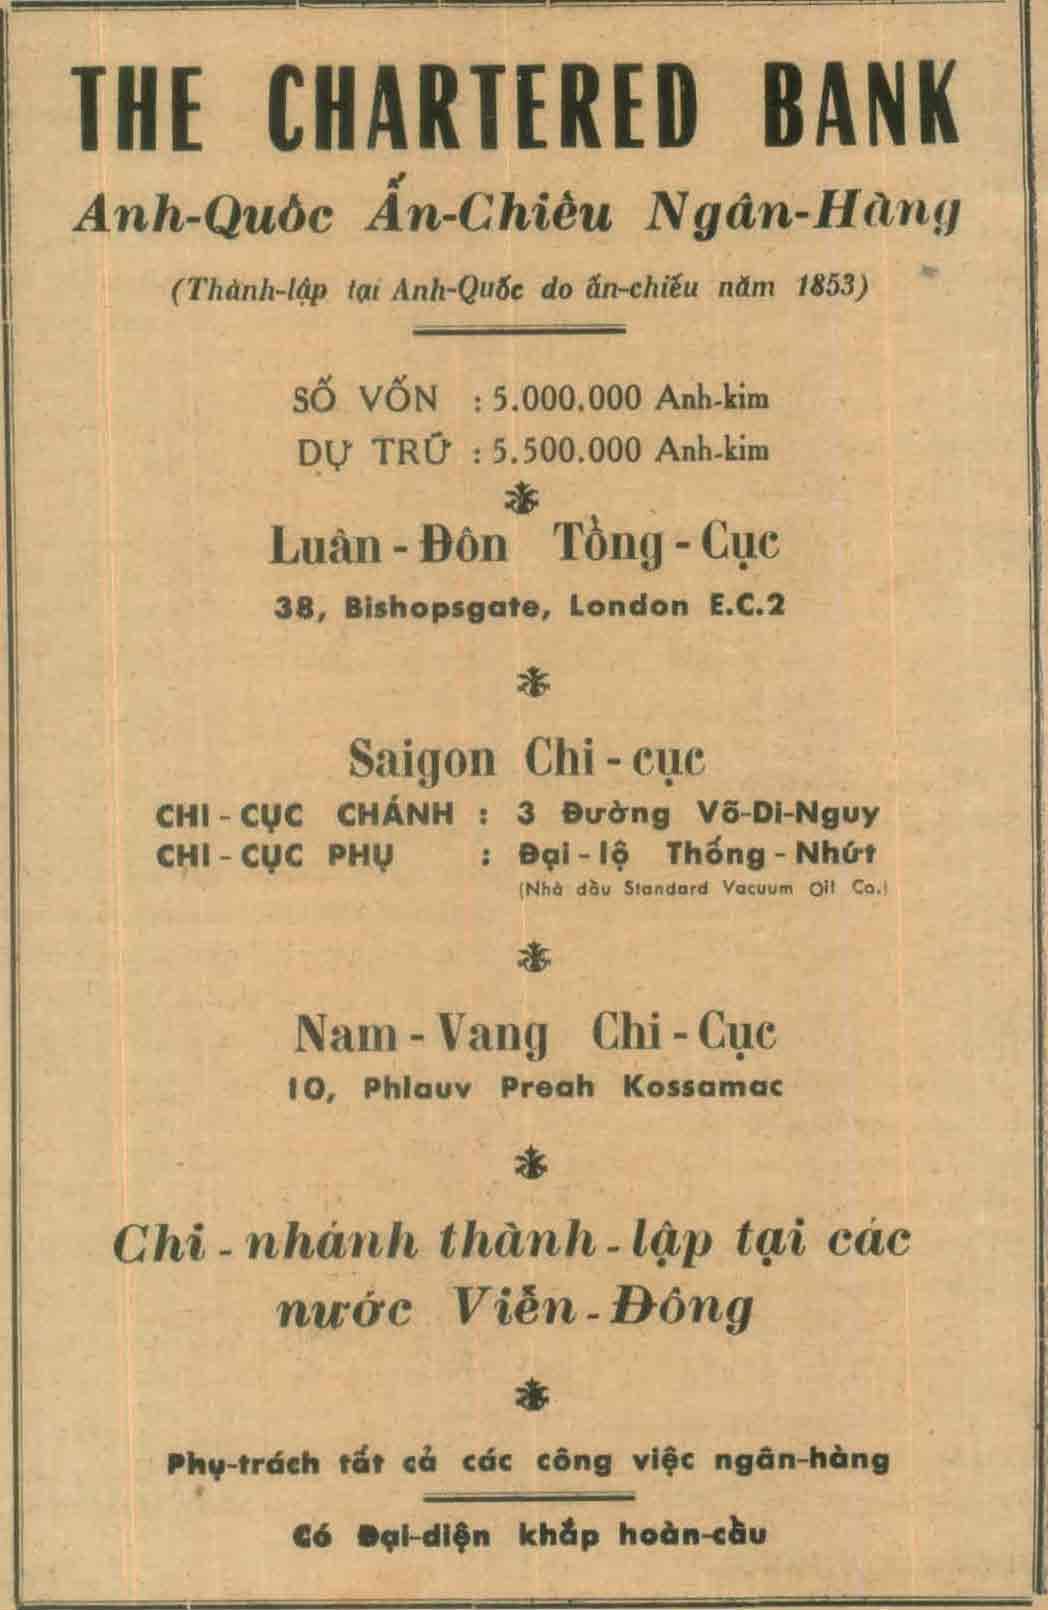 THE CHARTERED BANK
Anh-Quốc Ấn-Chiếu Ngân-Hàng
(Thành-lập tại Anh-Quốc do ấn-chiếu năm 1853)
SỐ VỐN : 5.000.000 Anh-kim
DỰ TRỮ : 5.500.000 Anh-kim
Luân-Đôn Tổng-Cục
38, Bishopsgate, London E.C.2
Saigon Chi-cục
CHI-CỤC CHÁNH : 3 Đường Võ-Di-Nguy
CHI-CỤC PHỤ : Đại-lộ Thống-Nhứt
(Nhà dầu Standard Vacuum Oil Co.)
Nam-Vang Chi-Cục
10, Phlauv Preah Kossamac
Chi-nhánh thành-lập tại các
nước Viễn-Đông
Phụ-trách tất cả các công việc ngân-hàng
Có Đại-diện khắp hoàn-cầu